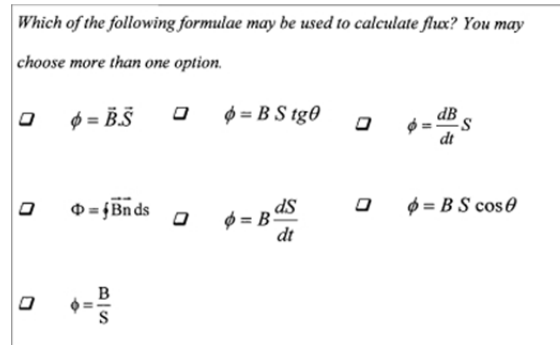 Which of the following formulae may be used to calculate flux? You may
choose more than one option.
❏ ϕ = B⃗.S⃗ ❏ ϕ = B S tgθ ❏ ϕ = dB/dt S
❏ Φ = ∮B⃗n⃗ ds ❏ ϕ = B dS/dt ❏ ϕ = B S cosθ
❏ ϕ = B/S